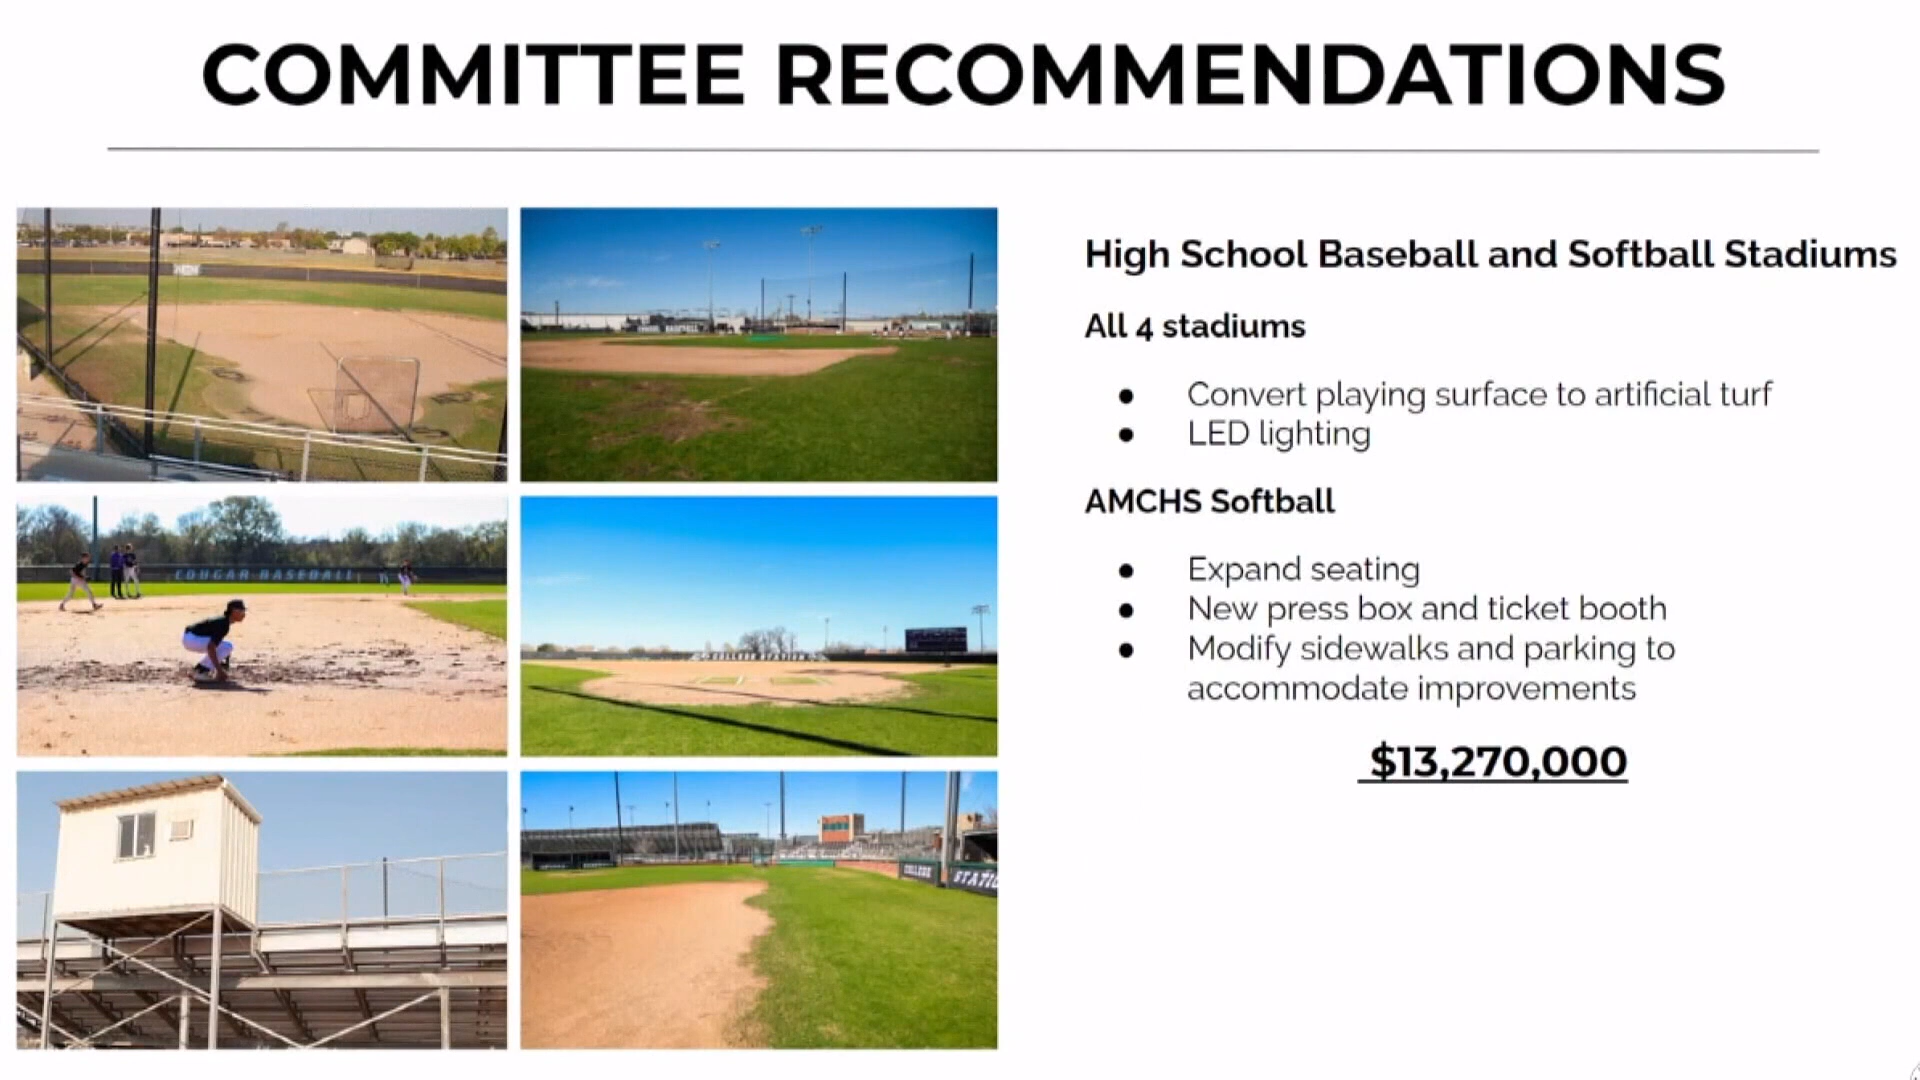 COMMITTEE RECOMMENDATIONS
High School Baseball and Softball Stadiums
All 4 stadiums
● Convert playing surface to artificial turf
● LED lighting
AMCHS Softball
● Expand seating
● New press box and ticket booth
● Modify sidewalks and parking to
accommodate improvements
$13,270,000
COUGAR BASEBALL
COLLEGE